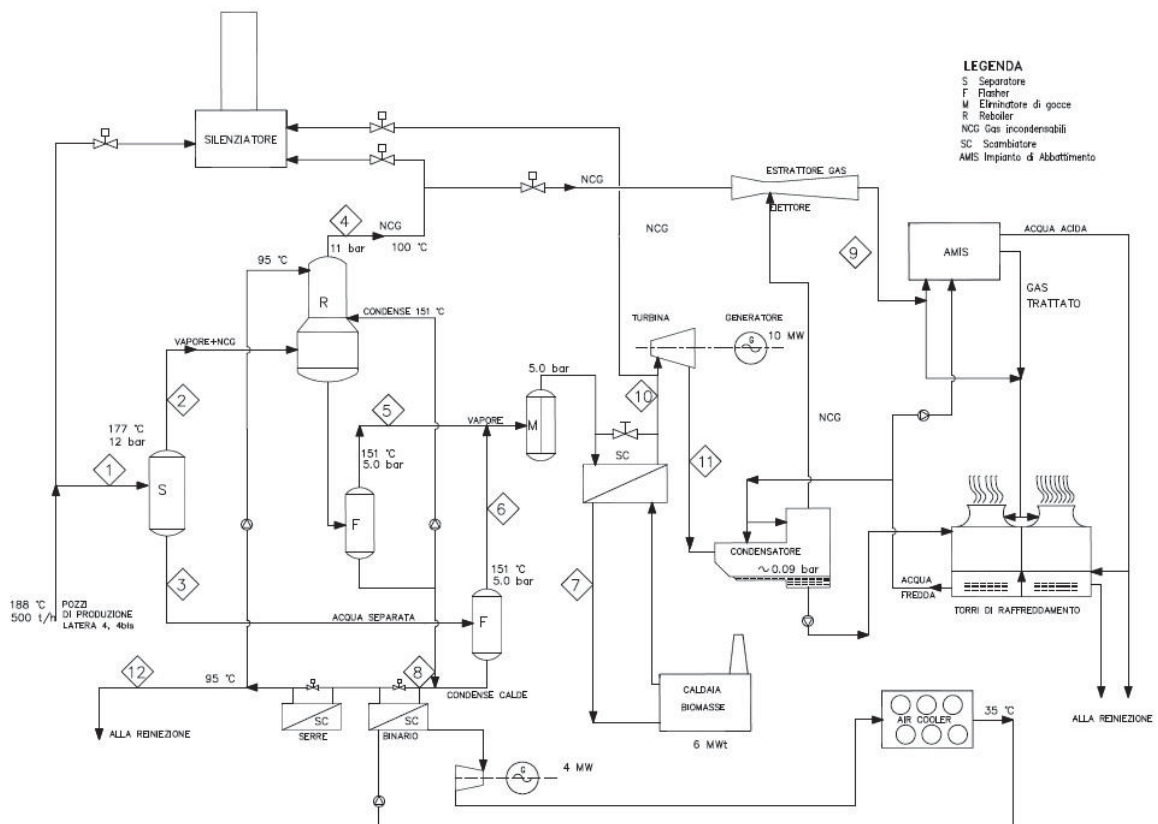 LEGENDA
S Separatore
F Flasher
M Eliminatore di gocce
R Reboiler
NCG Gas incondensabili
SC Scambiatore
AMIS Impianto di Abbattimento
SILENZIATORE
NCG
ESTRATTORE GAS
EIETTORE
4
NCG
11 bar
100 °C
NCG
9
AMIS
ACQUA ACIDA
GAS
TRATTATO
95 °C
R
CONDENSE 151 °C
TURBINA
GENERATORE
G
10 MW
VAPORE+NCG
2
5.0 bar
10
5
VAPORE
M
NCG
177 °C
12 bar
151 °C
5.0 bar
SC
11
1
S
F
6
CONDENSATORE
~ 0.09 bar
3
151 °C
5.0 bar
7
ACQUA
FREDDA
TORRI DI RAFFREDDAMENTO
188 °C
500 t/h
POZZI
DI PRODUZIONE
LATERA 4, 4bis
ACQUA SEPARATA
F
12
95 °C
8
CONDENSE CALDE
CALDAIA
BIOMASSE
6 MWt
AIR COOLER
35 °C
ALLA REINIEZIONE
ALLA REINIEZIONE
SC
SERRE
SC
BINARIO
G
4 MW